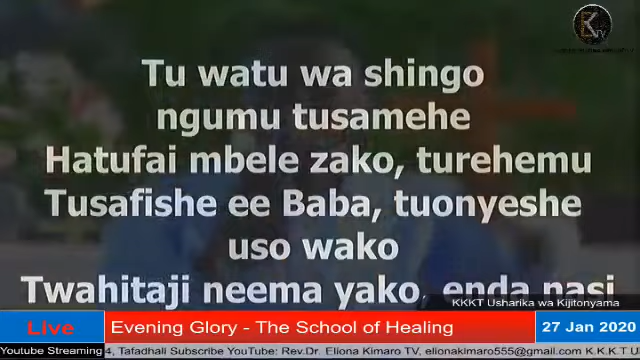 Tu watu wa shingo
ngumu tusamehe
Hatufai mbele zako, turehemu
Tusafishe ee Baba, tuonyeshe
uso wako
Twahitaji neema yako, enda nasi
KKKT Usharika wa Kijitonyama
Live
Evening Glory - The School of Healing
27 Jan 2020
Youtube Streaming
4, Tafadhali Subscribe YouTube: Rev.Dr. Eliona Kimaro TV, elionakimaro555@gmail.com K K K T U